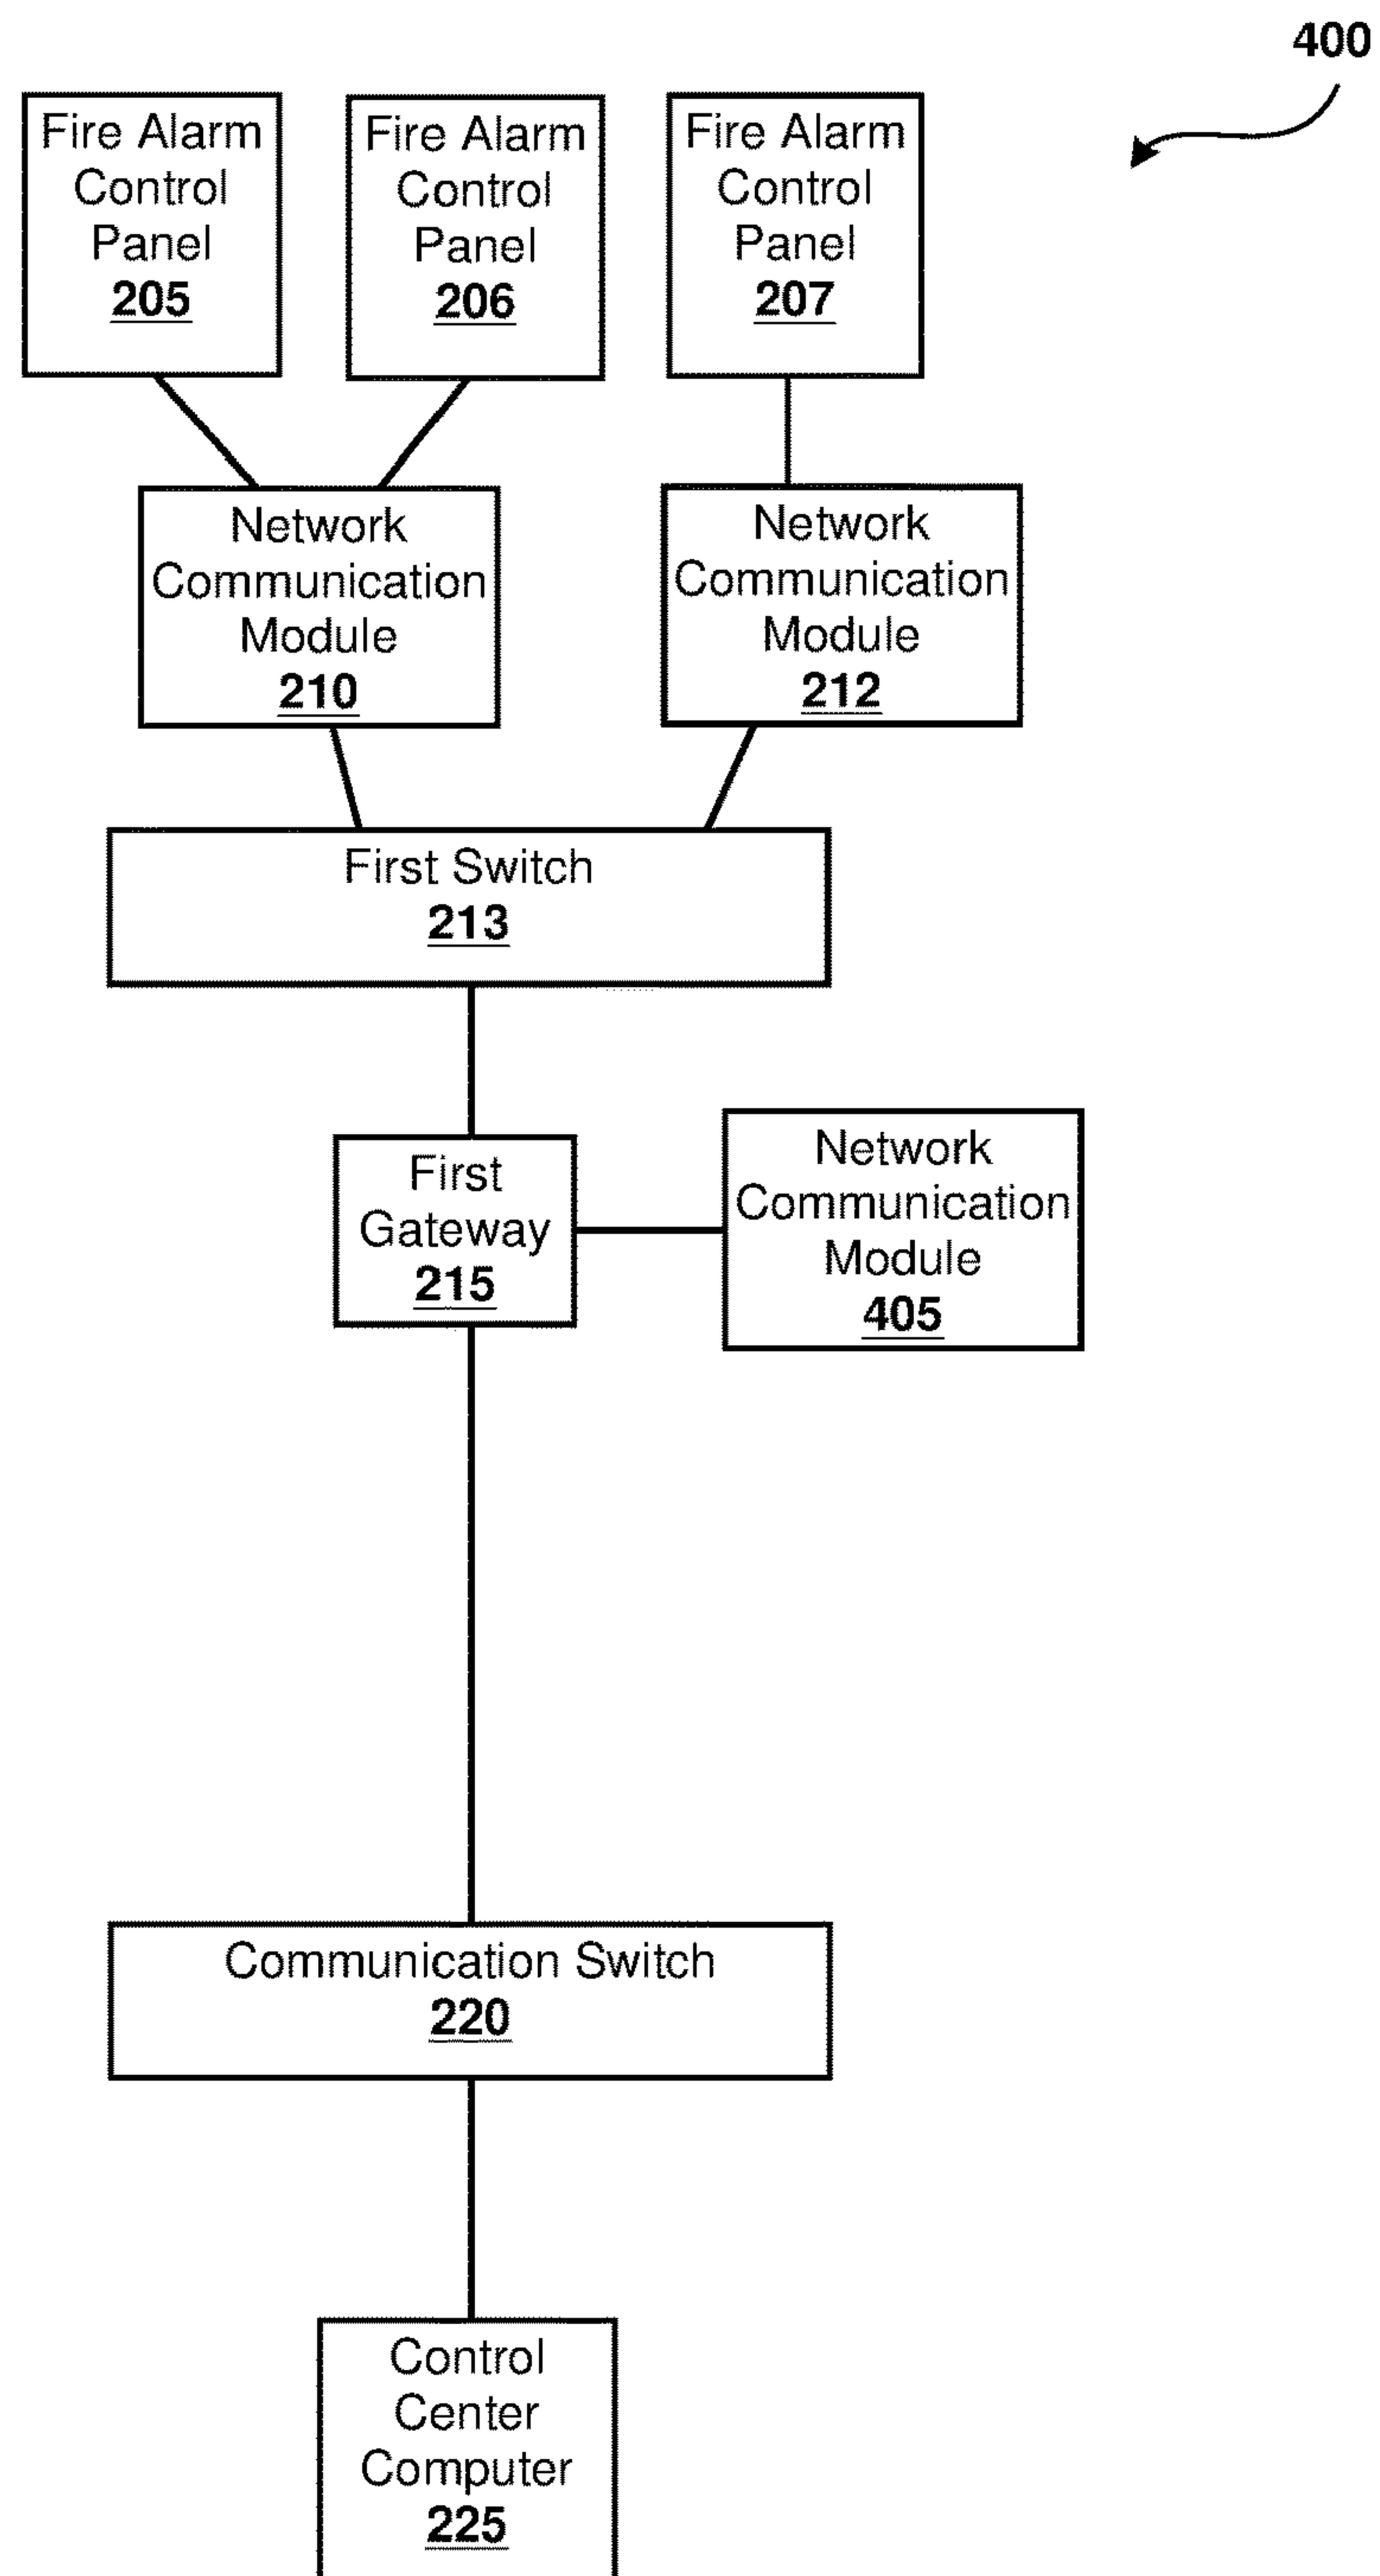 400
Fire Alarm
Control
Panel
205
Fire Alarm
Control
Panel
206
Fire Alarm
Control
Panel
207
Network
Communication
Module
210
Network
Communication
Module
212
First Switch
213
First
Gateway
215
Network
Communication
Module
405
Communication Switch
220
Control
Center
Computer
225